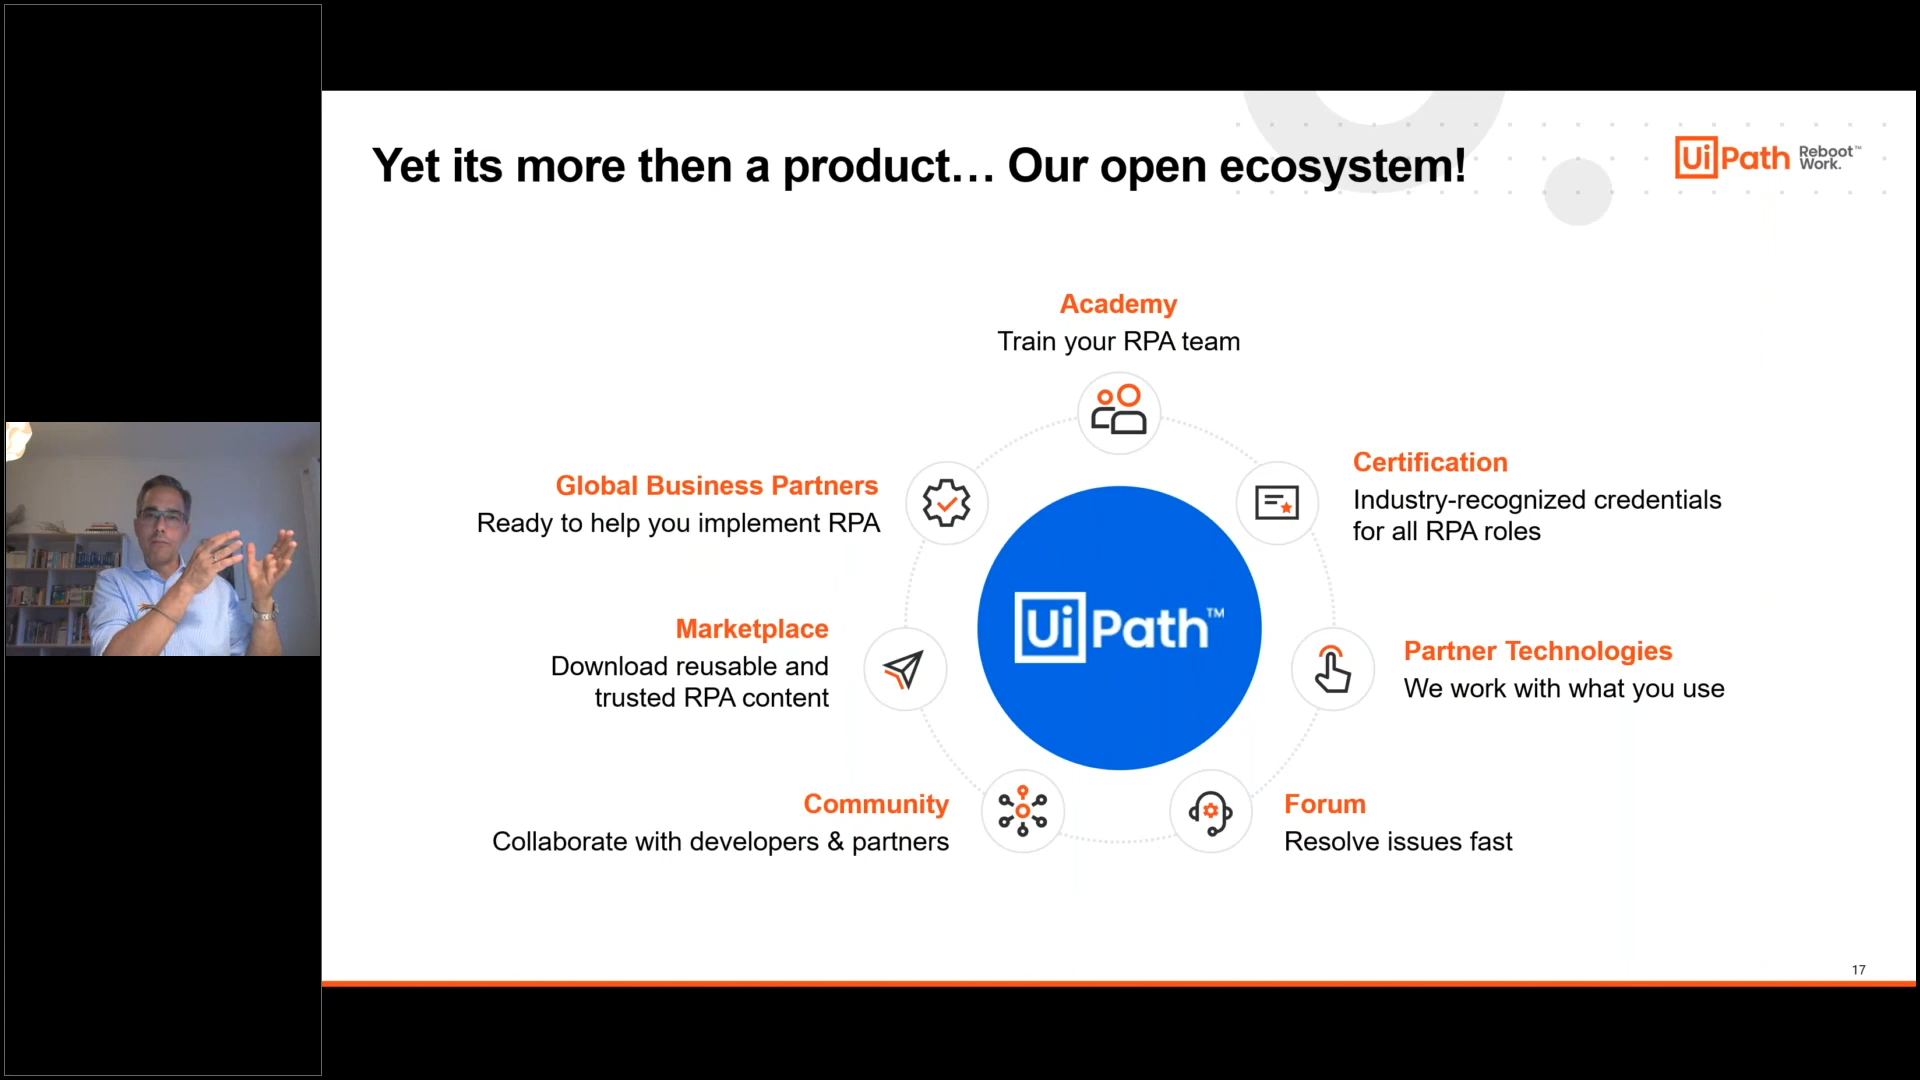 Yet its more then a product… Our open ecosystem!
UiPath™ Reboot Work.™
Academy
Train your RPA team
Global Business Partners
Ready to help you implement RPA
Certification
Industry-recognized credentials
for all RPA roles
UiPath™
Marketplace
Download reusable and
trusted RPA content
Partner Technologies
We work with what you use
Community
Collaborate with developers & partners
Forum
Resolve issues fast
17